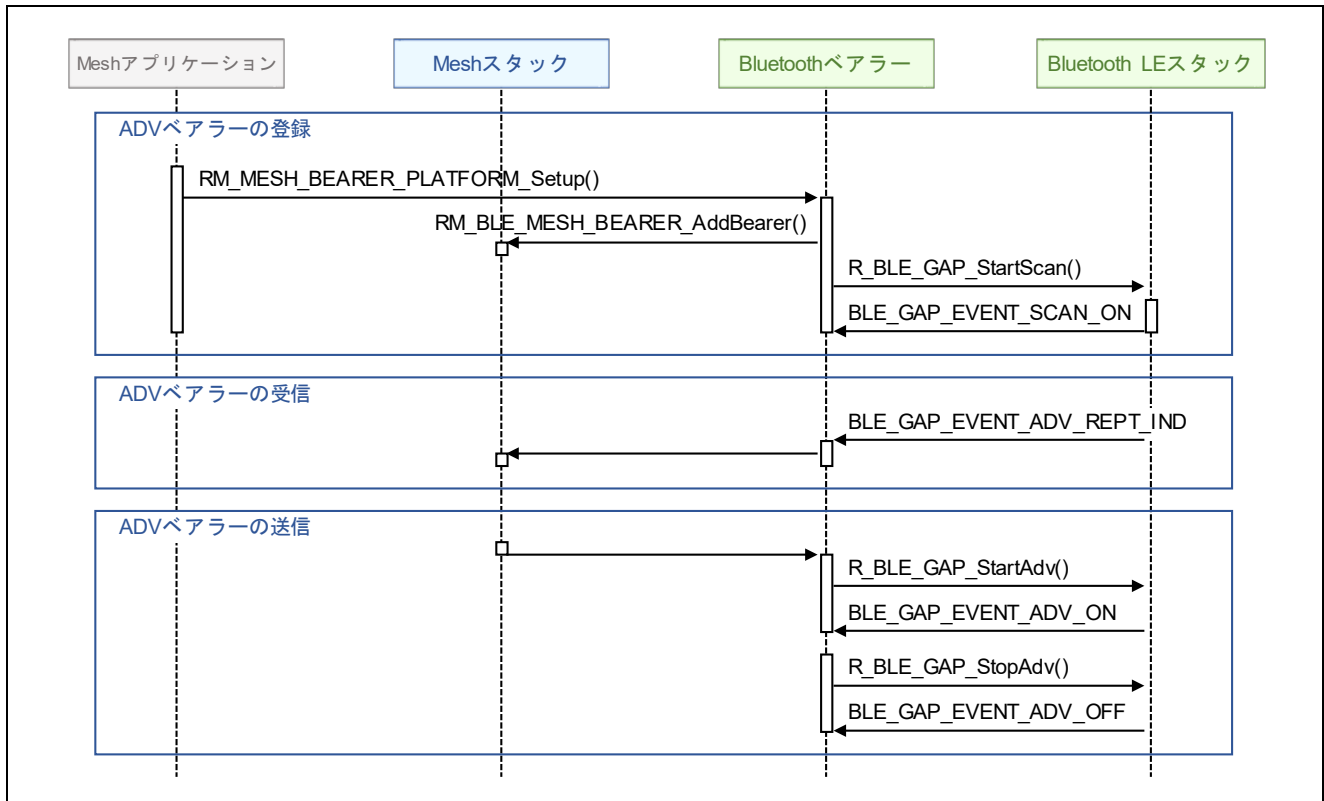 Meshアプリケーション
Meshスタック
Bluetoothベアラー
Bluetooth LEスタック
ADVベアラーの登録
RM_MESH_BEARER_PLATFORM_Setup()
RM_BLE_MESH_BEARER_AddBearer()
R_BLE_GAP_StartScan()
BLE_GAP_EVENT_SCAN_ON
ADVベアラーの受信
BLE_GAP_EVENT_ADV_REPT_IND
ADVベアラーの送信
R_BLE_GAP_StartAdv()
BLE_GAP_EVENT_ADV_ON
R_BLE_GAP_StopAdv()
BLE_GAP_EVENT_ADV_OFF